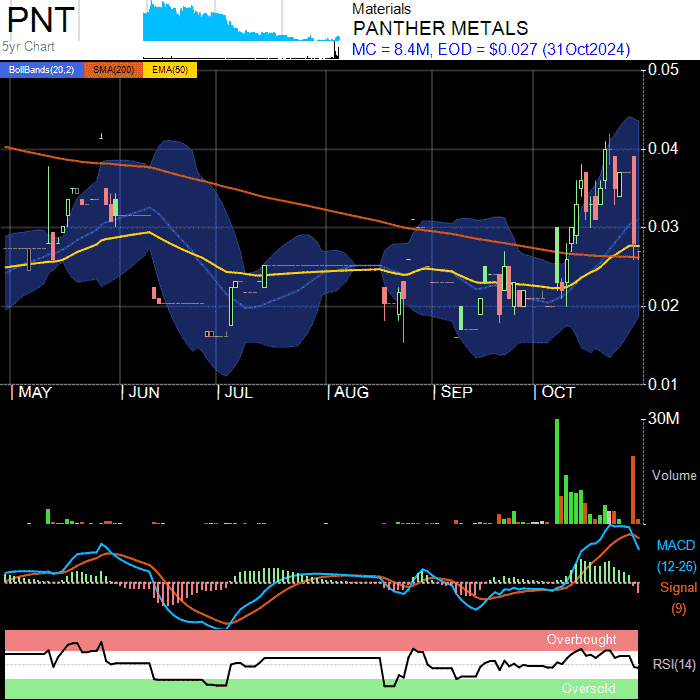 PNT
5yr Chart
Materials
PANTHER METALS
MC = 8.4M, EOD = $0.027 (31Oct2024)
BollBands(20,2) SMA(200) EMA(50)
0.05
0.04
0.03
0.02
0.01
MAY JUN JUL AUG SEP OCT
30M
Volume
MACD
(12-26)
Signal
(9)
Overbought
RSI(14)
Oversold